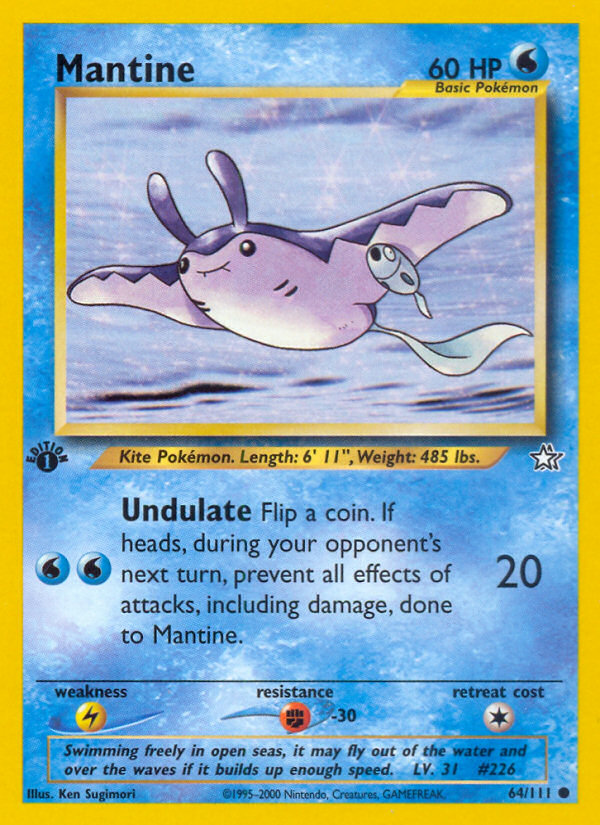 Mantine
60 HP
Basic Pokémon
EDITION
1
Kite Pokémon. Length: 6' 11", Weight: 485 lbs.
Undulate Flip a coin. If
heads, during your opponent's
next turn, prevent all effects of
attacks, including damage, done
to Mantine.
20
weakness
resistance
retreat cost
-30
Swimming freely in open seas, it may fly out of the water and
over the waves if it builds up enough speed. LV. 31 #226
Illus. Ken Sugimori
©1995-2000 Nintendo, Creatures, GAMEFREAK.
64/111